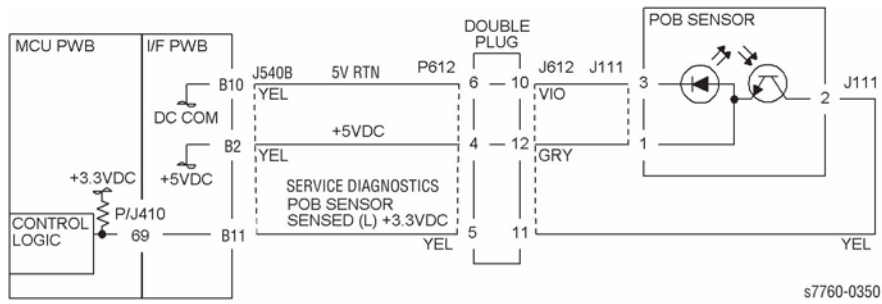 DOUBLE
PLUG
POB SENSOR
MCU PWB
I/F PWB
B10
J540B
5V RTN
P612
6
10
J612
J111
3
2
J111
YEL
VIO
DC COM
B2
+5VDC
4
12
1
YEL
GRY
+3.3VDC
+5VDC
SERVICE DIAGNOSTICS
POB SENSOR
SENSED (L) +3.3VDC
P/J410
CONTROL
LOGIC
69
B11
YEL
5
11
YEL
s7760-0350